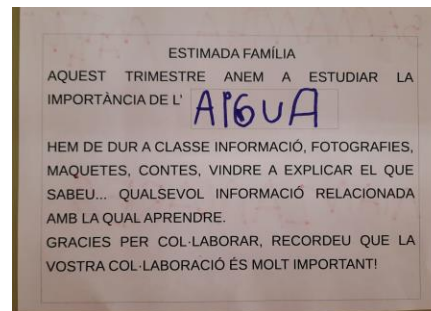 ESTIMADA FAMÍLIA
AQUEST TRIMESTRE ANEM A ESTUDIAR LA
IMPORTÀNCIA DE L' AIGUA
HEM DE DUR A CLASSE INFORMACIÓ, FOTOGRAFIES,
MAQUETES, CONTES, VINDRE A EXPLICAR EL QUE
SABEU... QUALSEVOL INFORMACIÓ RELACIONADA
AMB LA QUAL APRENDRE.
GRACIES PER COL·LABORAR, RECORDEU QUE LA
VOSTRA COL·LABORACIÓ ÉS MOLT IMPORTANT!